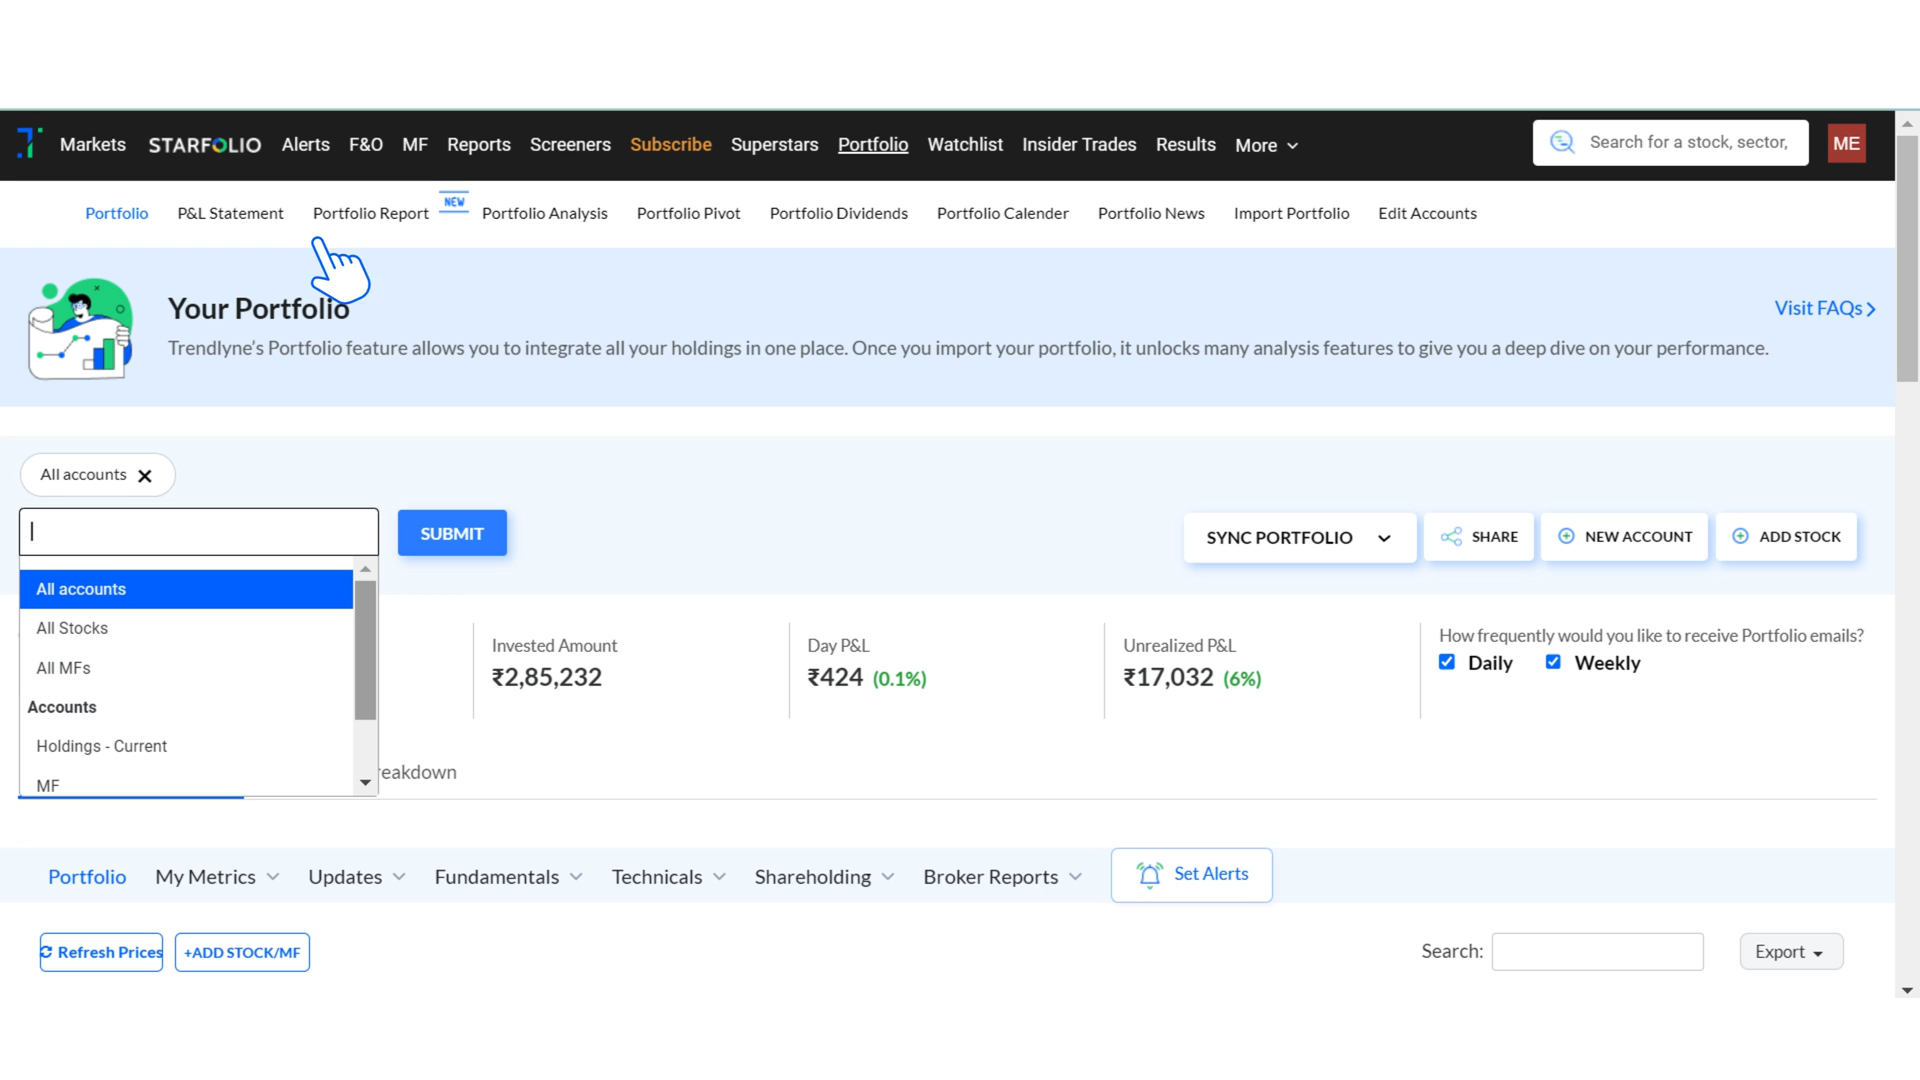 Markets STARFOLIO Alerts F&O MF Reports Screeners Subscribe Superstars Portfolio Watchlist Insider Trades Results More Search for a stock, sector, ME
Portfolio P&L Statement Portfolio Report NEW Portfolio Analysis Portfolio Pivot Portfolio Dividends Portfolio Calender Portfolio News Import Portfolio Edit Accounts
Your Portfolio
Visit FAQs
Trendlyne's Portfolio feature allows you to integrate all your holdings in one place. Once you import your portfolio, it unlocks many analysis features to give you a deep dive on your performance.
All accounts
SUBMIT
SYNC PORTFOLIO SHARE NEW ACCOUNT ADD STOCK
All accounts
All Stocks
All MFs
Accounts
Holdings - Current
MF
Invested Amount
₹2,85,232
Day P&L
₹424 (0.1%)
Unrealized P&L
₹17,032 (6%)
How frequently would you like to receive Portfolio emails?
Daily Weekly
reakdown
Portfolio My Metrics Updates Fundamentals Technicals Shareholding Broker Reports Set Alerts
Refresh Prices +ADD STOCK/MF Search: Export